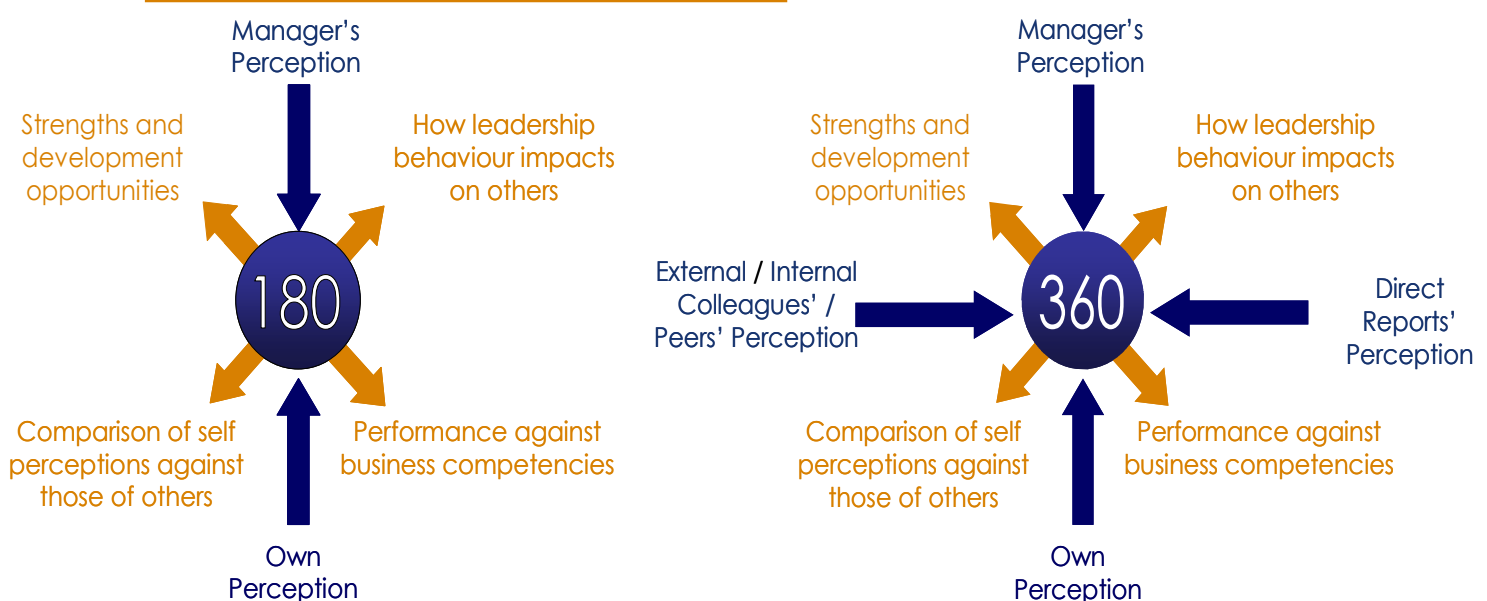 Manager’s
Perception
Strengths and
development
opportunities
How leadership
behaviour impacts
on others
180
Comparison of self
perceptions against
those of others
Performance against
business competencies
Own
Perception
Manager’s
Perception
Strengths and
development
opportunities
How leadership
behaviour impacts
on others
External / Internal
Colleagues’ /
Peers’ Perception
360
Direct
Reports’
Perception
Comparison of self
perceptions against
those of others
Performance against
business competencies
Own
Perception